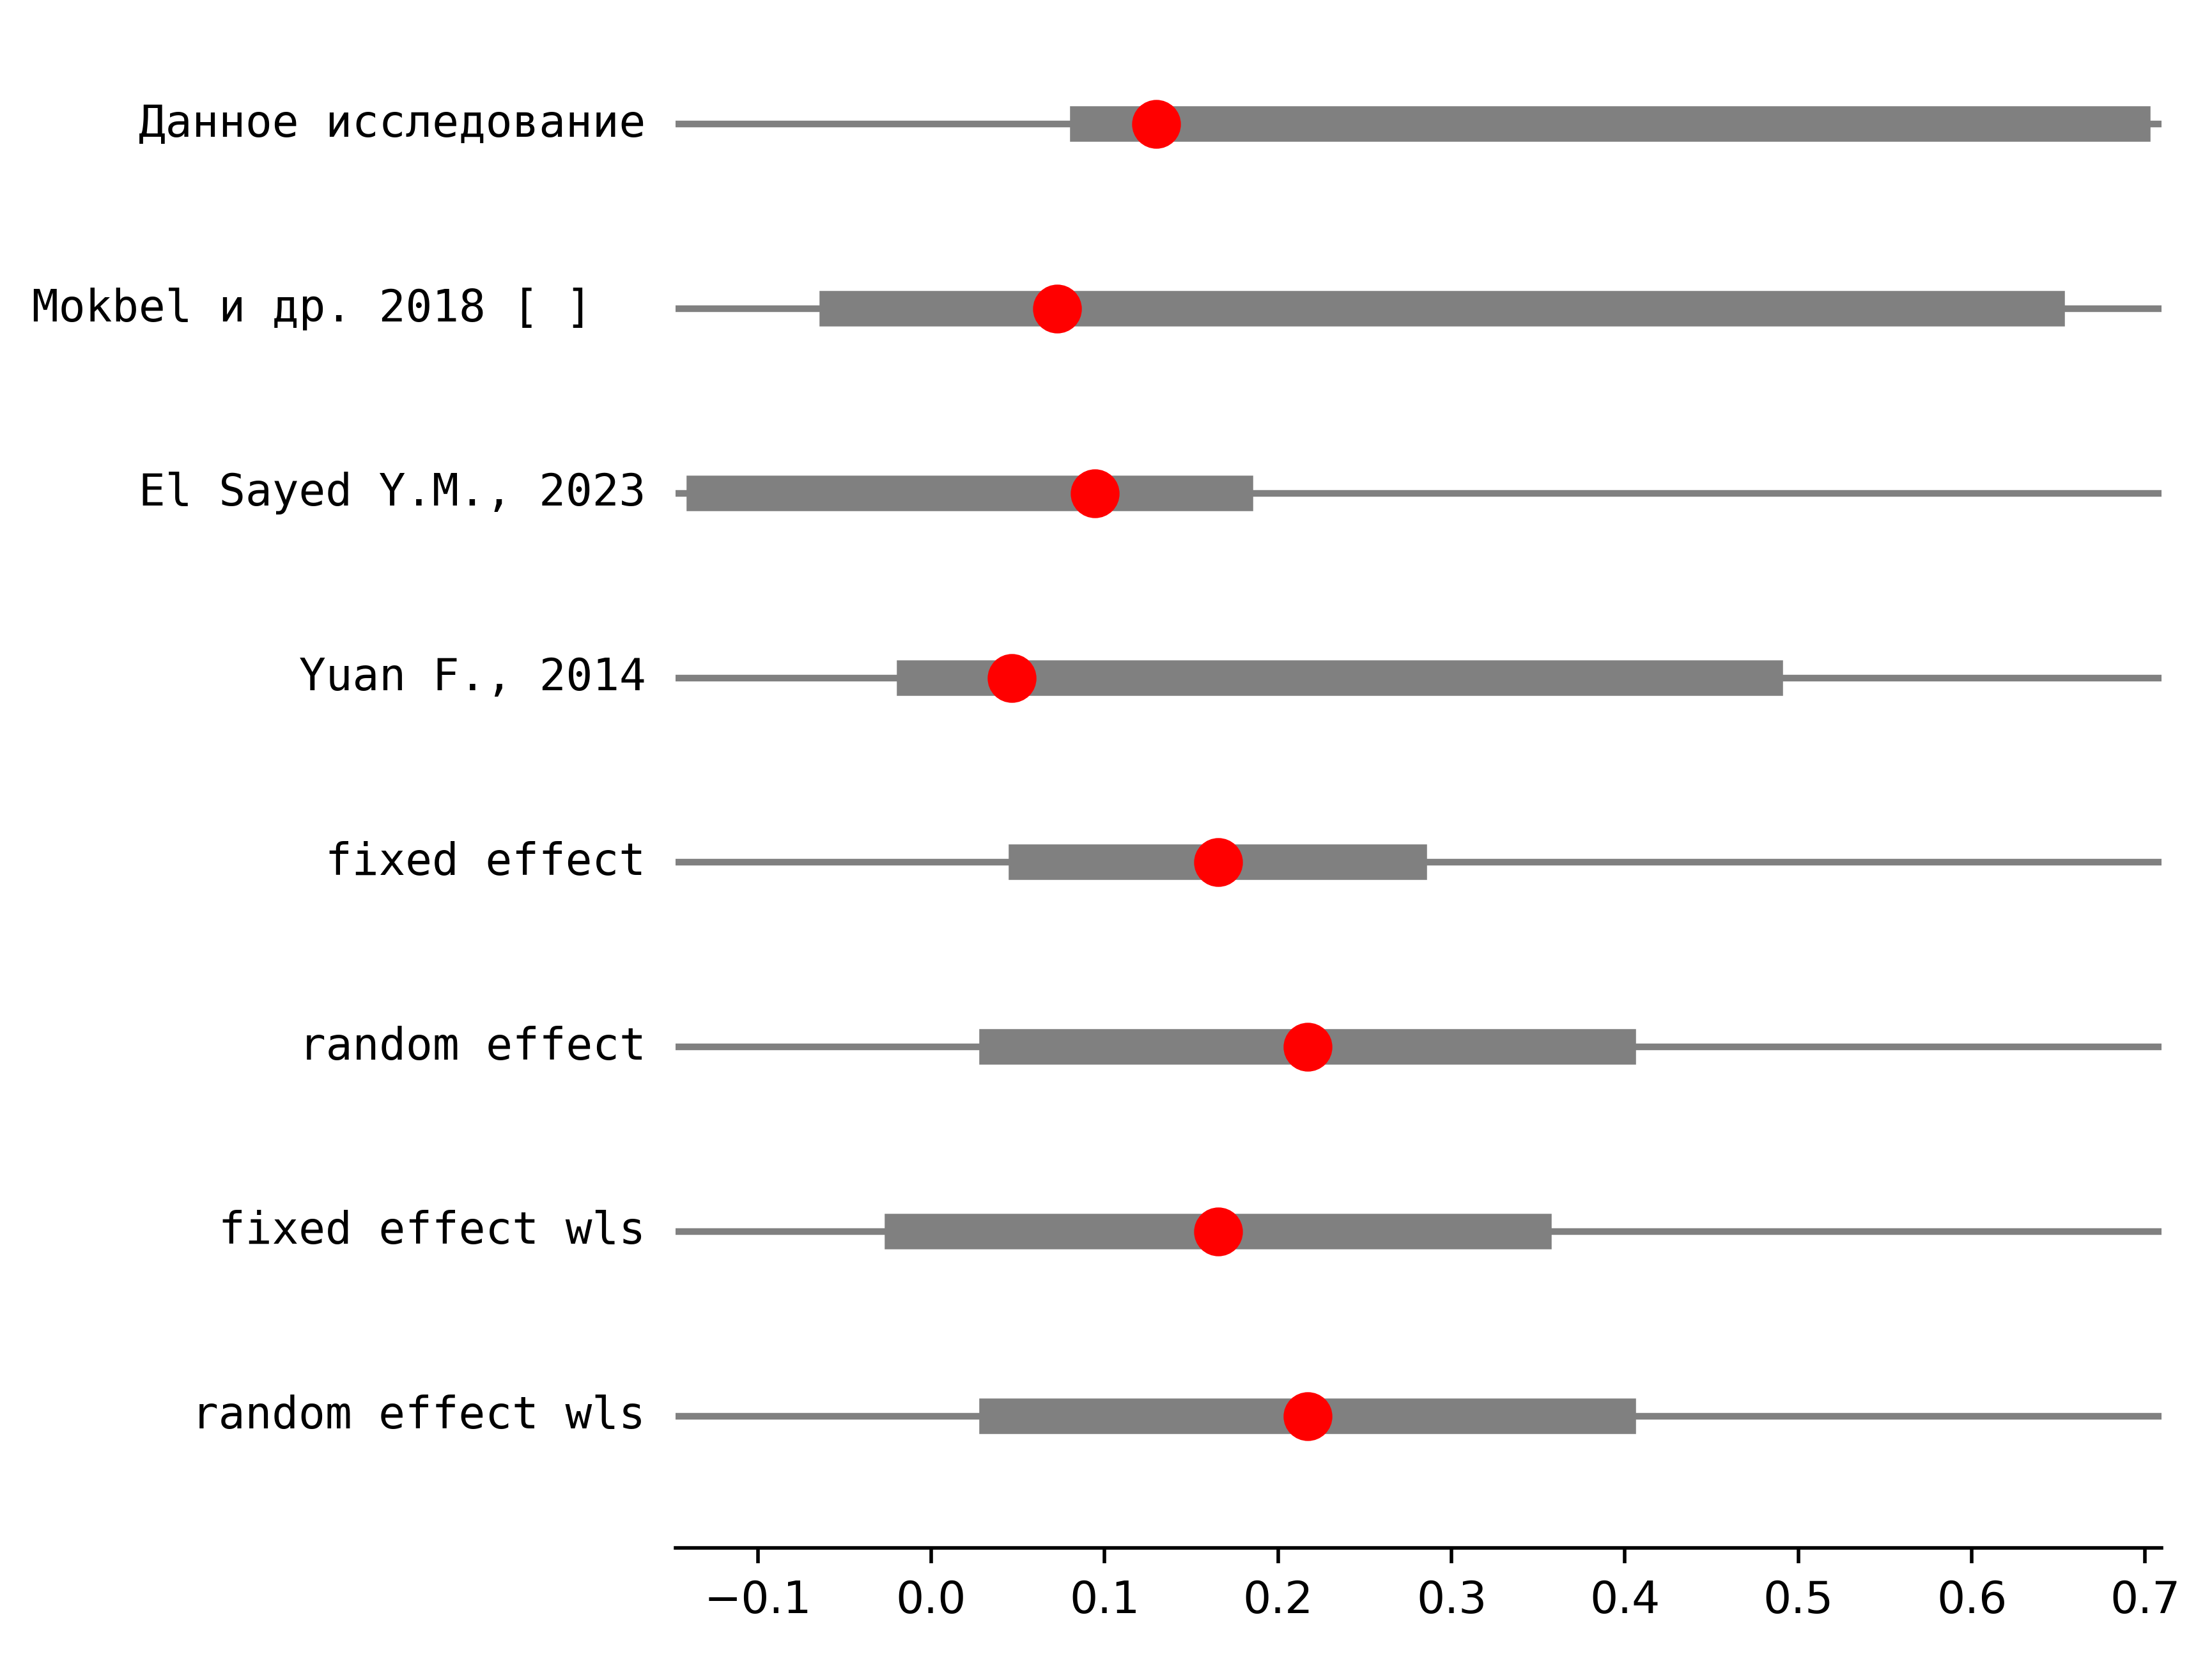 Данное исследование
Mokbel и др. 2018 [ ]
El Sayed Y.M., 2023
Yuan F., 2014
fixed effect
random effect
fixed effect wls
random effect wls
−0.1 0.0 0.1 0.2 0.3 0.4 0.5 0.6 0.7